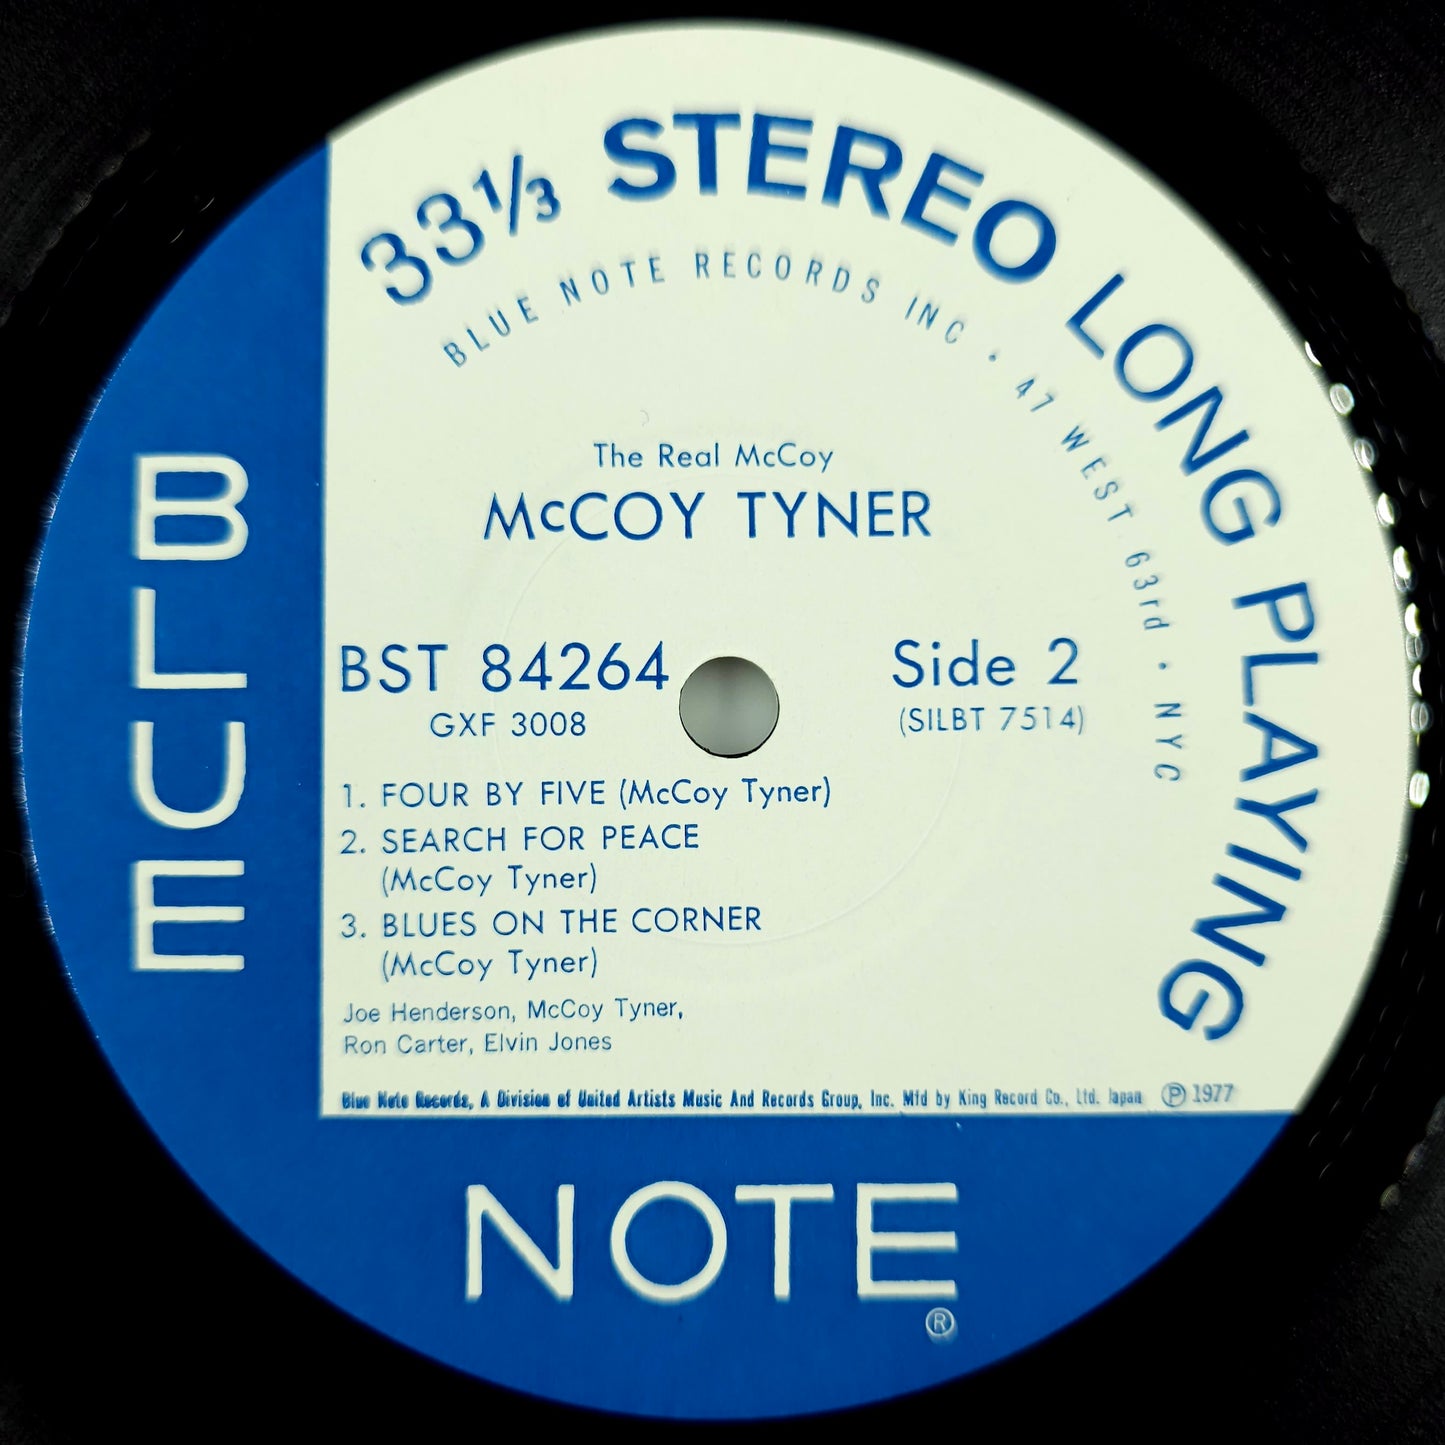 33⅓ STEREO LONG PLAYING
BLUE NOTE RECORDS INC • 47 WEST 63rd • NYC
The Real McCoy
McCOY TYNER
BST 84264
GXF 3008
Side 2
(SILBT 7514)
1. FOUR BY FIVE (McCoy Tyner)
2. SEARCH FOR PEACE
(McCoy Tyner)
3. BLUES ON THE CORNER
(McCoy Tyner)
Joe Henderson, McCoy Tyner,
Ron Carter, Elvin Jones
Blue Note Records, A Division of United Artists Music And Records Group, Inc. Mfd by King Record Co., Ltd. Japan ℗ 1977
BLUE
NOTE®